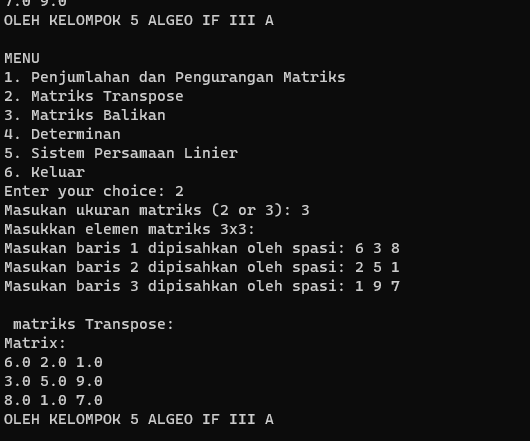 7.0 9.0
OLEH KELOMPOK 5 ALGEO IF III A
MENU
1. Penjumlahan dan Pengurangan Matriks
2. Matriks Transpose
3. Matriks Balikan
4. Determinan
5. Sistem Persamaan Linier
6. Keluar
Enter your choice: 2
Masukan ukuran matriks (2 or 3): 3
Masukkan elemen matriks 3x3:
Masukan baris 1 dipisahkan oleh spasi: 6 3 8
Masukan baris 2 dipisahkan oleh spasi: 2 5 1
Masukan baris 3 dipisahkan oleh spasi: 1 9 7
matriks Transpose:
Matrix:
6.0 2.0 1.0
3.0 5.0 9.0
8.0 1.0 7.0
OLEH KELOMPOK 5 ALGEO IF III A